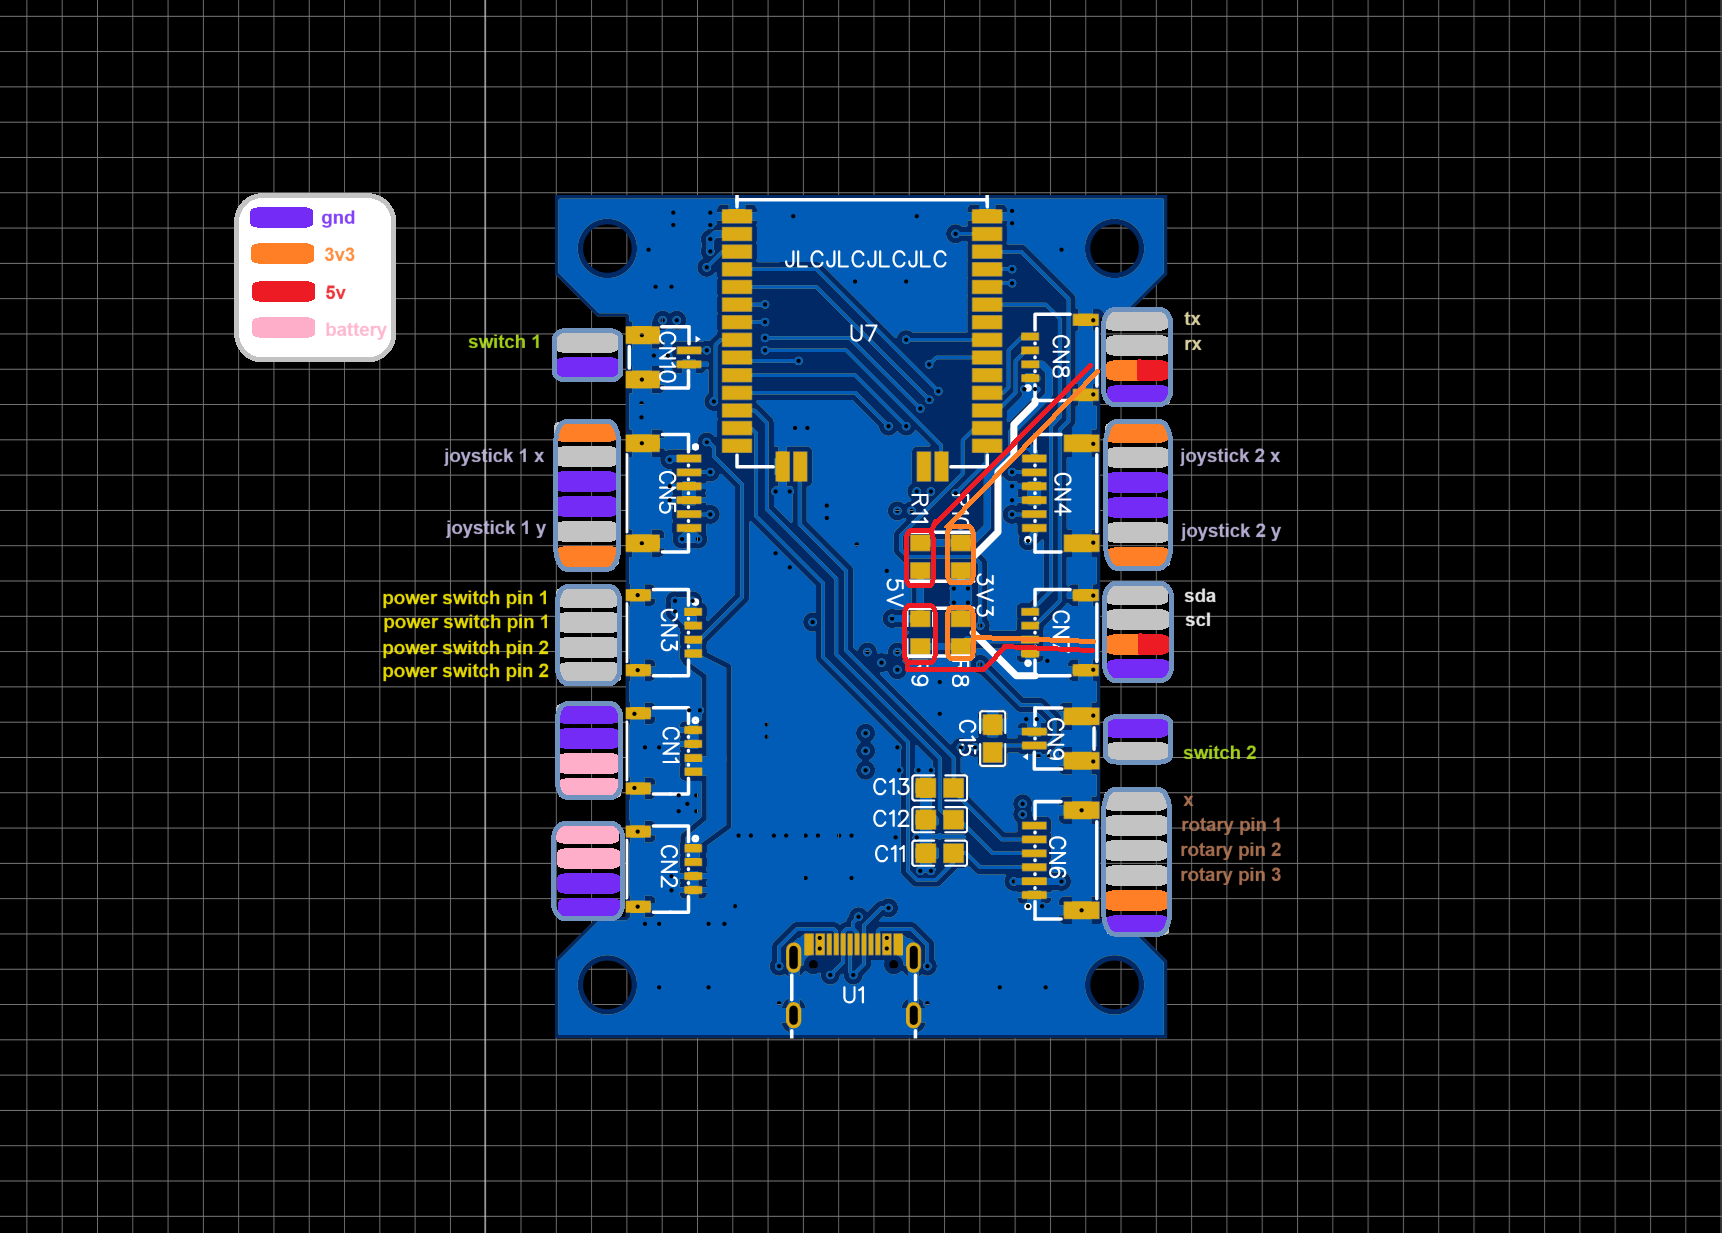 gnd
3v3
5v
battery
JLCJLCJLCJLC
U7
switch 1
CN10
CN8
tx
rx
joystick 1 x
joystick 1 y
CN5
R11
CN4
joystick 2 x
joystick 2 y
5V
3V3
power switch pin 1
power switch pin 1
power switch pin 2
power switch pin 2
CN3
sda
scl
CN1
C15
CN9
switch 2
C13
C12
C11
CN2
CN6
x
rotary pin 1
rotary pin 2
rotary pin 3
U1